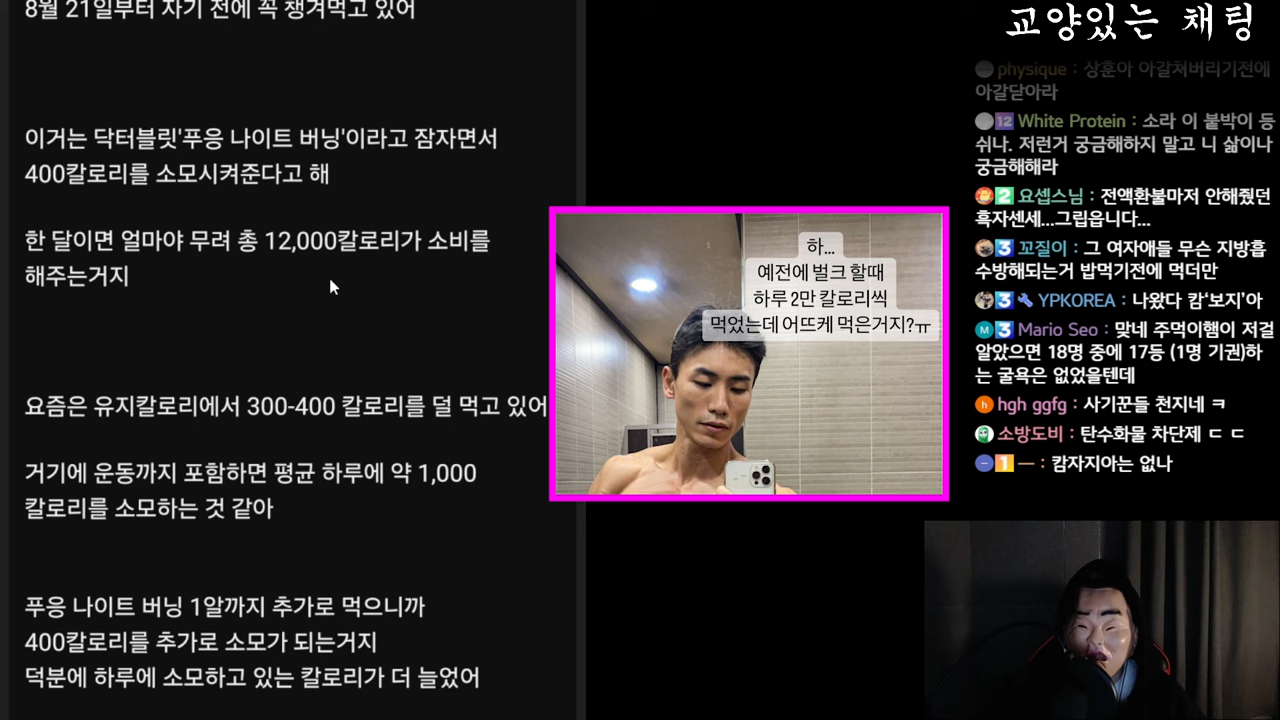 8월 21일부터 자기 전에 꼭 챙겨먹고 있어
이거는 닥터블릿'푸응 나이트 버닝'이라고 잠자면서
400칼로리를 소모시켜준다고 해
한 달이면 얼마야 무려 총 12,000칼로리가 소비를
해주는거지
요즘은 유지칼로리에서 300-400 칼로리를 덜 먹고 있어
거기에 운동까지 포함하면 평균 하루에 약 1,000
칼로리를 소모하는 것 같아
푸응 나이트 버닝 1알까지 추가로 먹으니까
400칼로리를 추가로 소모가 되는거지
덕분에 하루에 소모하고 있는 칼로리가 더 늘었어
하...
예전에 벌크 할때
하루 2만 칼로리씩
먹었는데 어뜨케 먹은거지?ㅠ
교양있는 채팅
physique : 상훈아 아갈쳐버리기전에
아갈닫아라
12 White Protein : 소라 이 붙박이 등
쉬나. 저런거 궁금해하지 말고 니 삶이나
궁금해해라
2 요셉스님 : 전액환불마저 안해줬던
흑자센세...그립읍니다...
3 꼬질이 : 그 여자애들 무슨 지방흡
수방해되는거 밥먹기전에 먹더만
3 YPKOREA : 나왔다 캄'보지'아
M 3 Mario Seo : 맞네 주먹이햄이 저걸
알았으면 18명 중에 17등 (1명 기권)하
는 굴욕은 없었을텐데
h hgh ggfg : 사기꾼들 천지네 ㅋ
소방도비 : 탄수화물 차단제 ㄷ ㄷ
1 ㅡ : 캄자지아는 없나